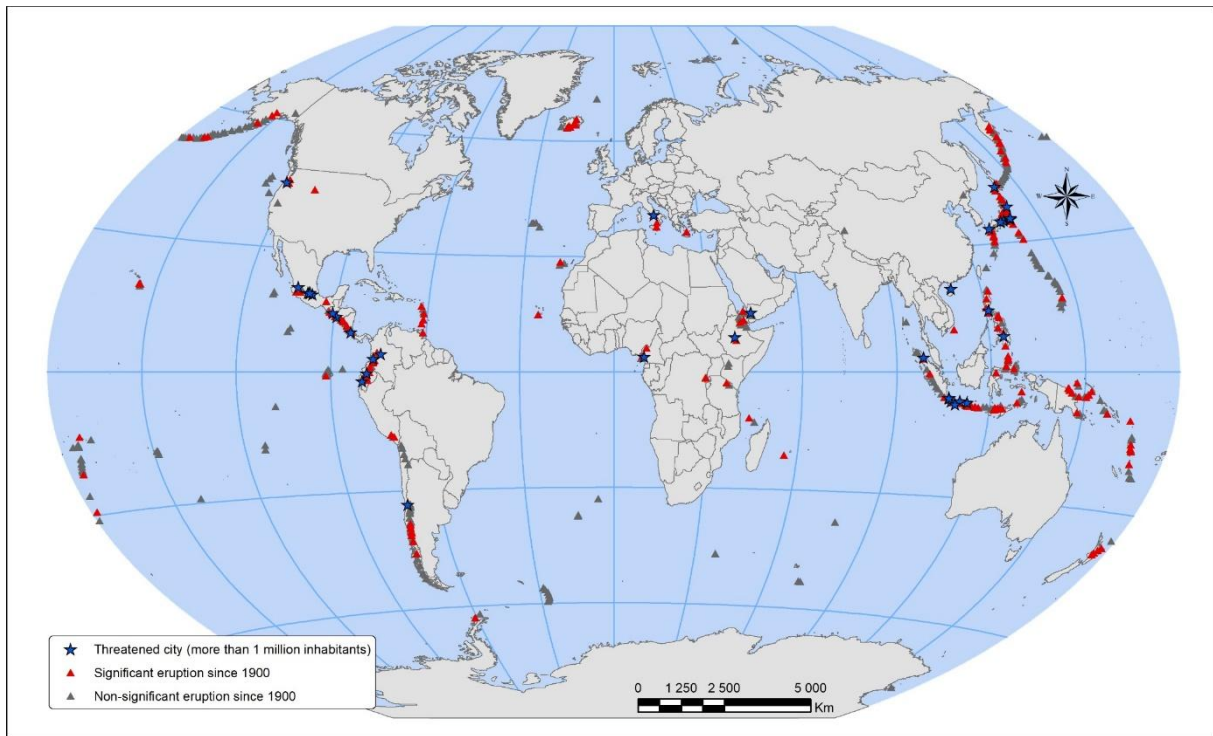 N
W
E
S
Threatened city (more than 1 million inhabitants)
Significant eruption since 1900
Non-significant eruption since 1900
0 1 250 2 500 5 000
Km